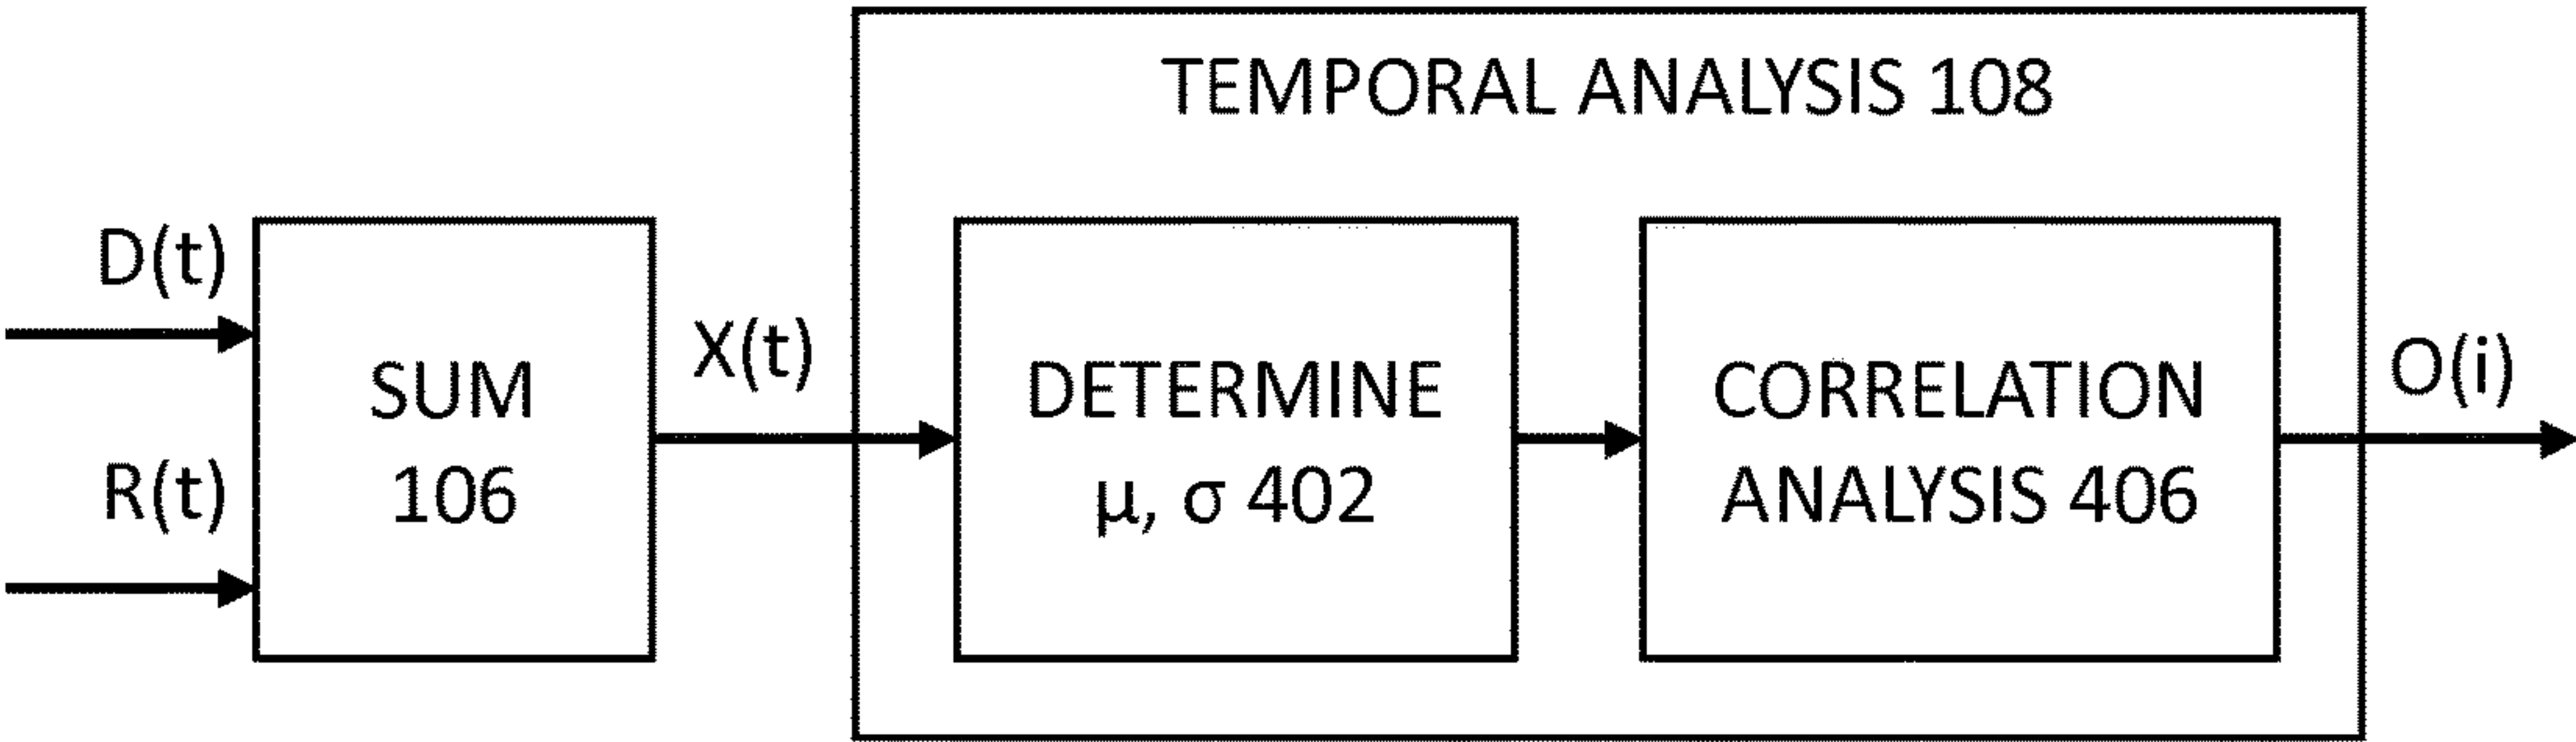 TEMPORAL ANALYSIS 108
D(t)
R(t)
SUM
106
X(t)
DETERMINE
μ, σ 402
CORRELATION
ANALYSIS 406
O(i)